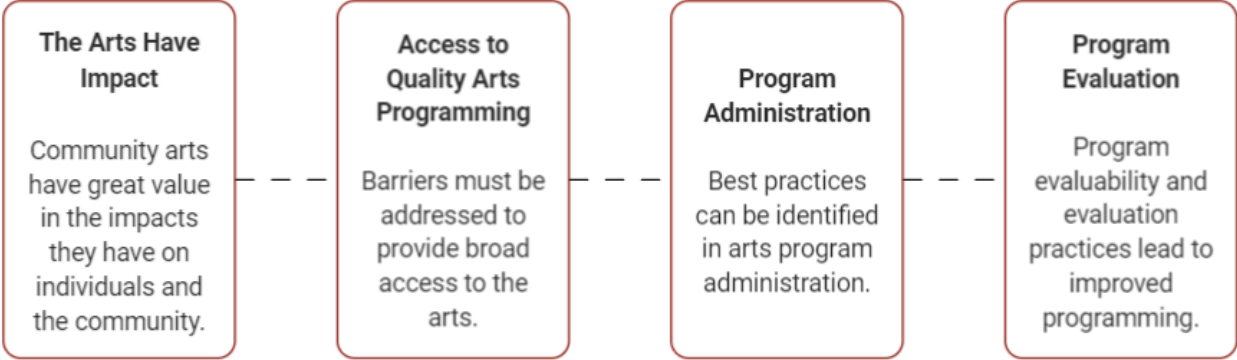 The Arts Have
Impact
Community arts
have great value
in the impacts
they have on
individuals and
the community.
Access to
Quality Arts
Programming
Barriers must be
addressed to
provide broad
access to the
arts.
Program
Administration
Best practices
can be identified
in arts program
administration.
Program
Evaluation
Program
evaluability and
evaluation
practices lead to
improved
programming.